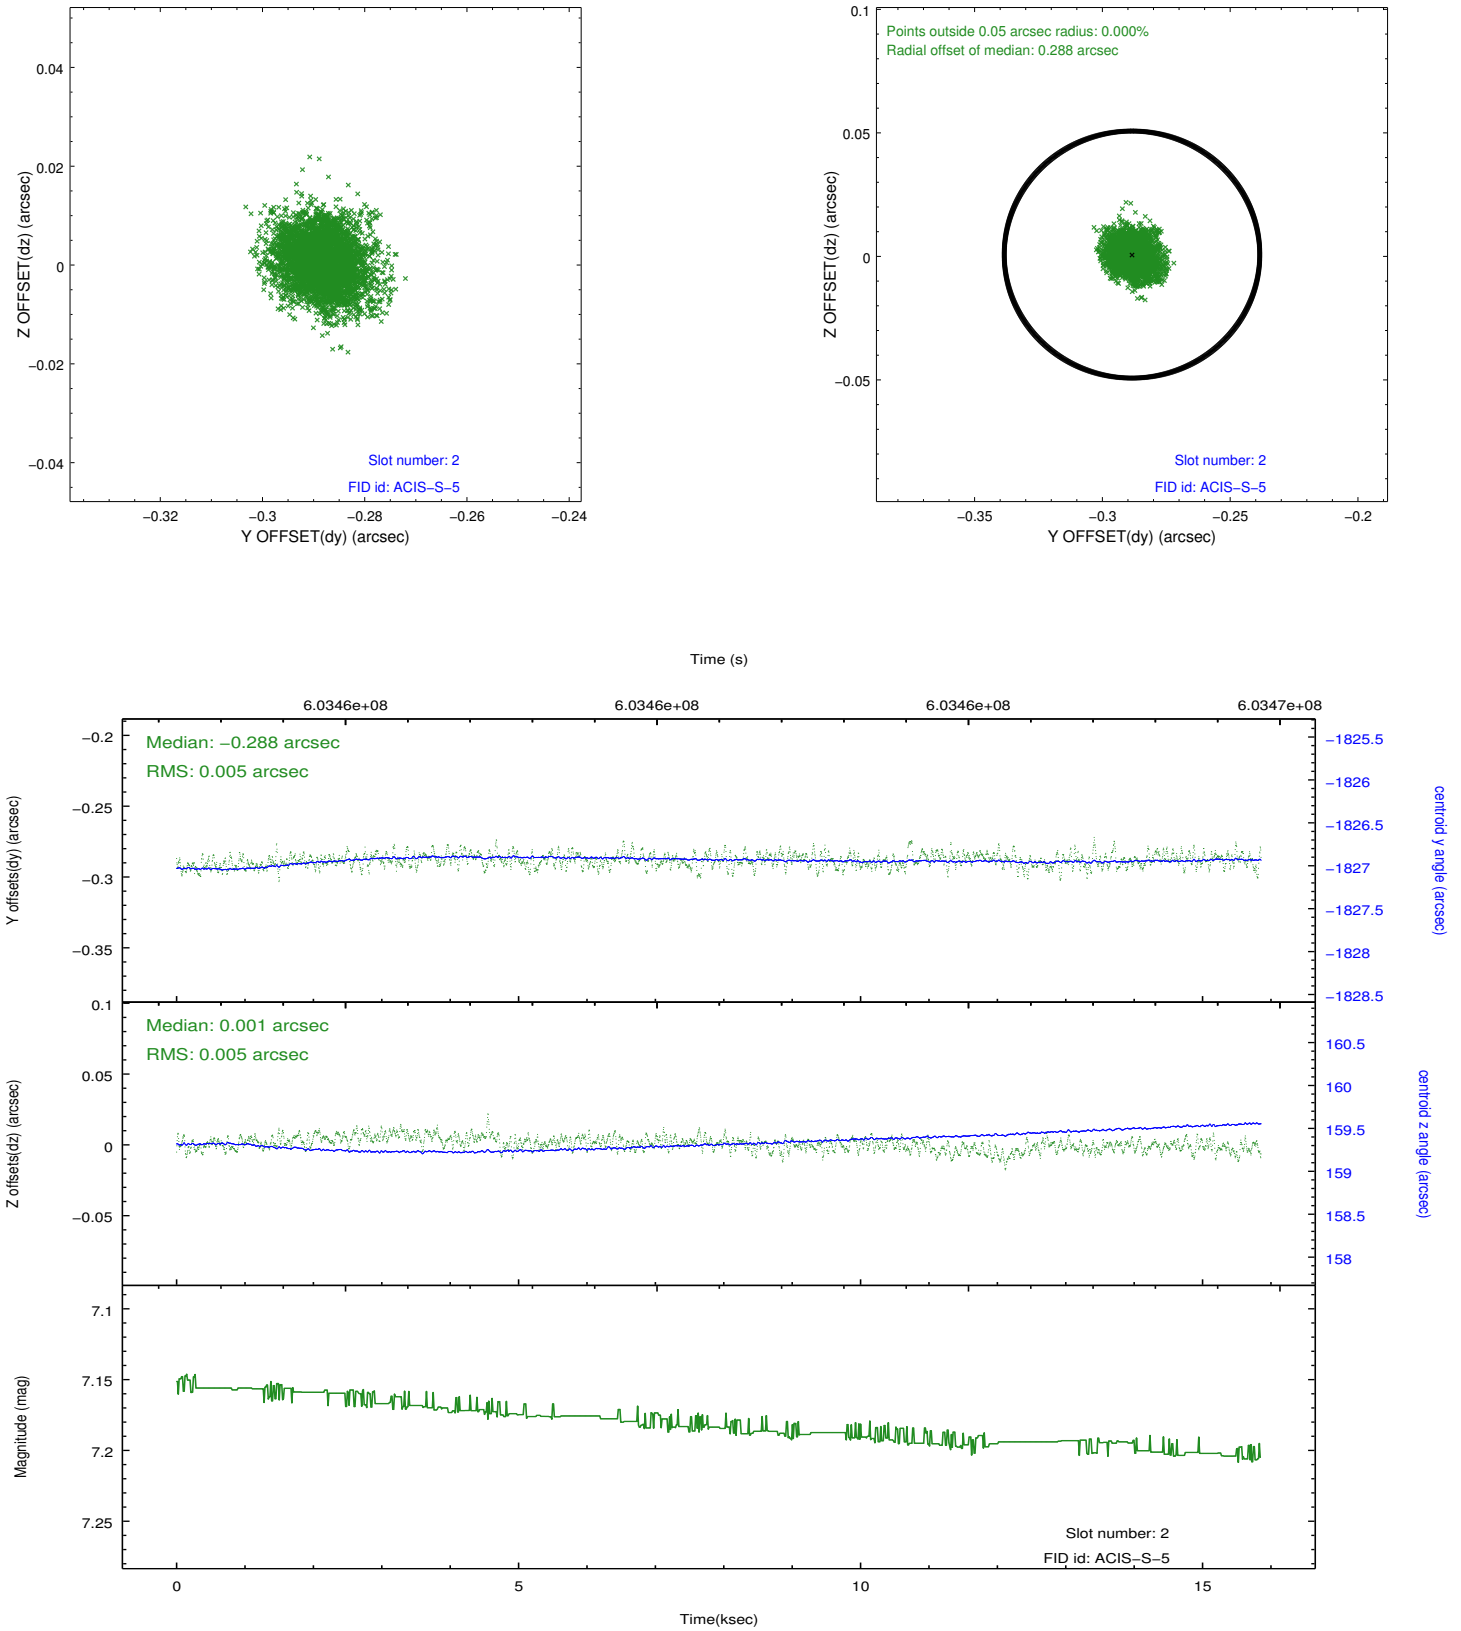 0.04
0.02
0
−0.02
−0.04
Z OFFSET(dz) (arcsec)
Slot number: 2
FID id: ACIS−S−5
−0.32 −0.3 −0.28 −0.26 −0.24
Y OFFSET(dy) (arcsec)
0.1
0.05
0
−0.05
Z OFFSET(dz) (arcsec)
Points outside 0.05 arcsec radius: 0.000%
Radial offset of median: 0.288 arcsec
Slot number: 2
FID id: ACIS−S−5
−0.35 −0.3 −0.25 −0.2
Y OFFSET(dy) (arcsec)
Time (s)
6.0346e+08 6.0346e+08 6.0346e+08 6.0347e+08
Median: −0.288 arcsec
RMS: 0.005 arcsec
−0.2
−0.25
−0.3
−0.35
Y offsets(dy) (arcsec)
−1825.5
−1826
−1826.5
−1827
−1827.5
−1828
−1828.5
centroid y angle (arcsec)
Median: 0.001 arcsec
RMS: 0.005 arcsec
0.1
0.05
0
−0.05
Z offsets(dz) (arcsec)
160.5
160
159.5
159
158.5
158
centroid z angle (arcsec)
7.1
7.15
7.2
7.25
Magnitude (mag)
Slot number: 2
FID id: ACIS−S−5
0 5 10 15
Time(ksec)